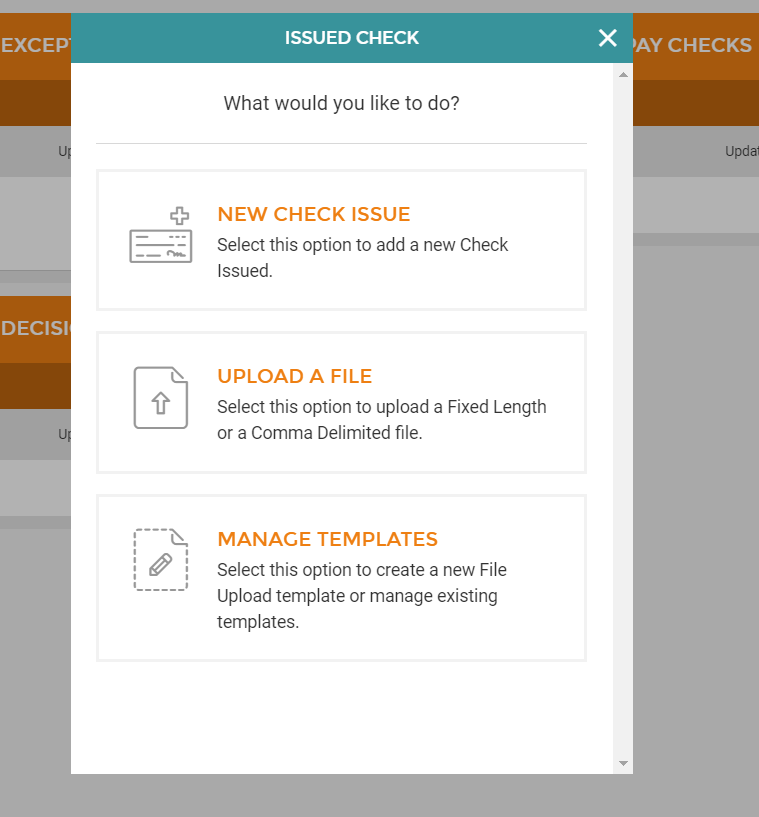 ISSUED CHECK
What would you like to do?
NEW CHECK ISSUE
Select this option to add a new Check
Issued.
UPLOAD A FILE
Select this option to upload a Fixed Length
or a Comma Delimited file.
MANAGE TEMPLATES
Select this option to create a new File
Upload template or manage existing
templates.
EXCEP
PAY CHECKS
Up
Updat
DECISI
Up